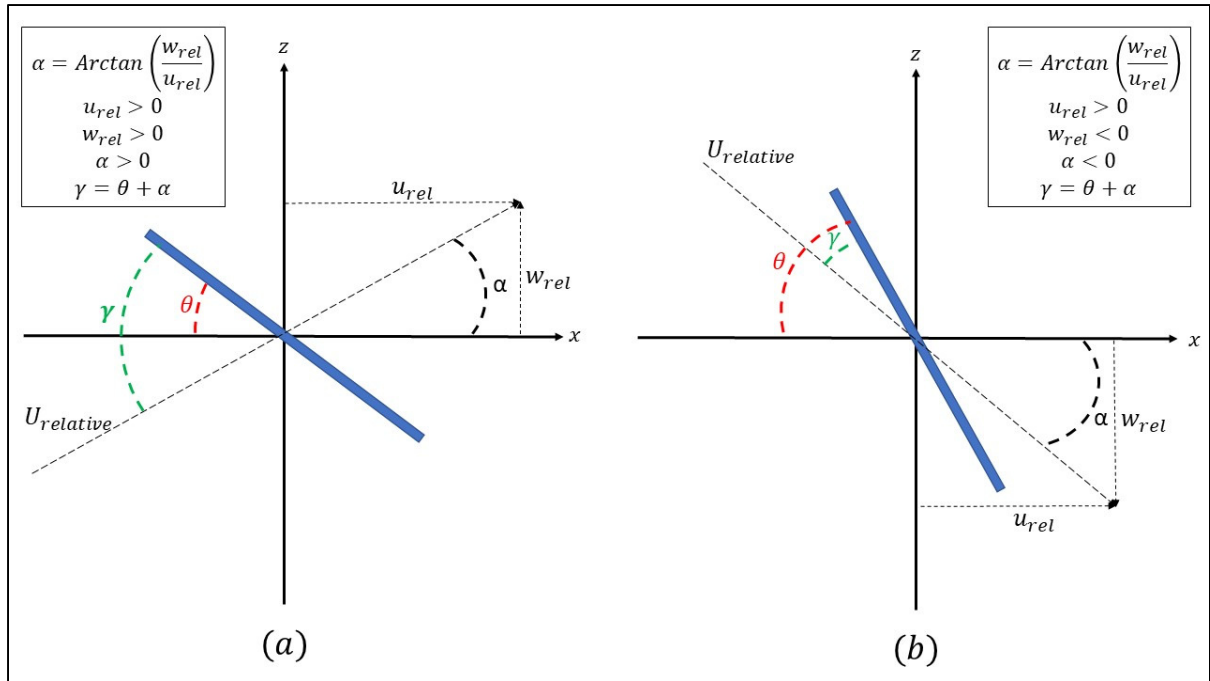 α = Arctan (w_rel / u_rel)
u_rel > 0
w_rel > 0
α > 0
γ = θ + α
z
u_rel
γ
θ
α
w_rel
x
U_relative
(a)
α = Arctan (w_rel / u_rel)
u_rel > 0
w_rel < 0
α < 0
γ = θ + α
z
U_relative
γ
θ
x
α
w_rel
u_rel
(b)